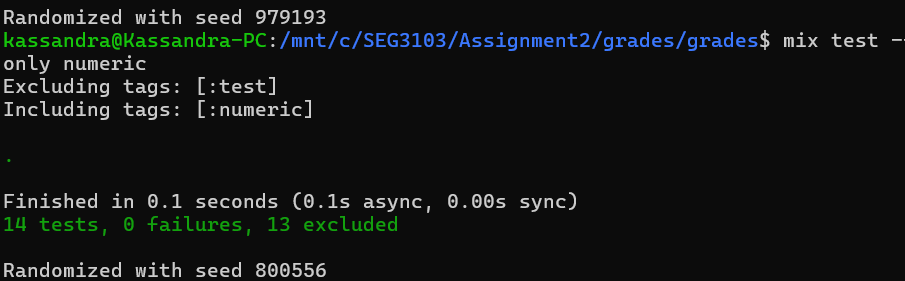 Randomized with seed 979193
kassandra@Kassandra-PC:/mnt/c/SEG3103/Assignment2/grades/grades$ mix test --
only numeric
Excluding tags: [:test]
Including tags: [:numeric]
.
Finished in 0.1 seconds (0.1s async, 0.00s sync)
14 tests, 0 failures, 13 excluded
Randomized with seed 800556